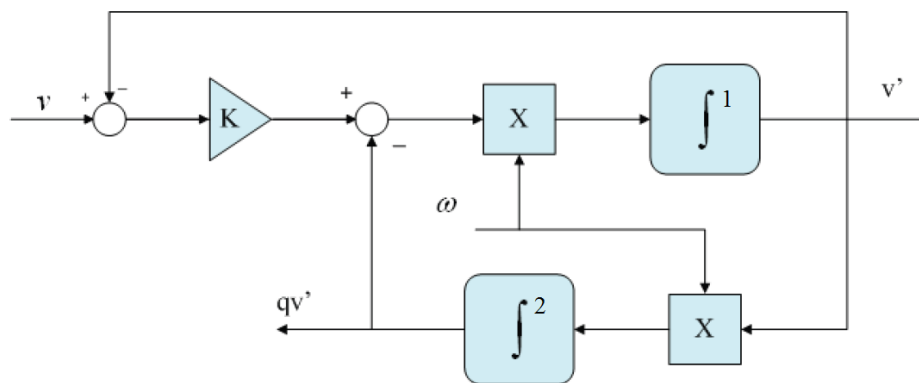 v
+
−
K
+
−
X
∫ 1
v’
ω
qv’
∫ 2
X